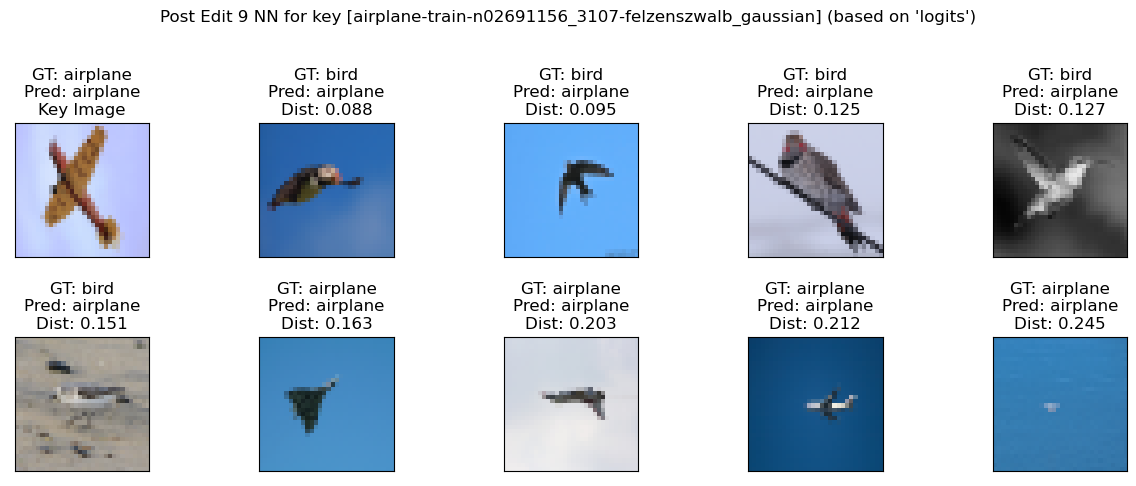 Post Edit 9 NN for key [airplane-train-n02691156_3107-felzenszwalb_gaussian] (based on 'logits')
GT: airplane
Pred: airplane
Key Image
GT: bird
Pred: airplane
Dist: 0.088
GT: bird
Pred: airplane
Dist: 0.095
GT: bird
Pred: airplane
Dist: 0.125
GT: bird
Pred: airplane
Dist: 0.127
GT: bird
Pred: airplane
Dist: 0.151
GT: airplane
Pred: airplane
Dist: 0.163
GT: airplane
Pred: airplane
Dist: 0.203
GT: airplane
Pred: airplane
Dist: 0.212
GT: airplane
Pred: airplane
Dist: 0.245